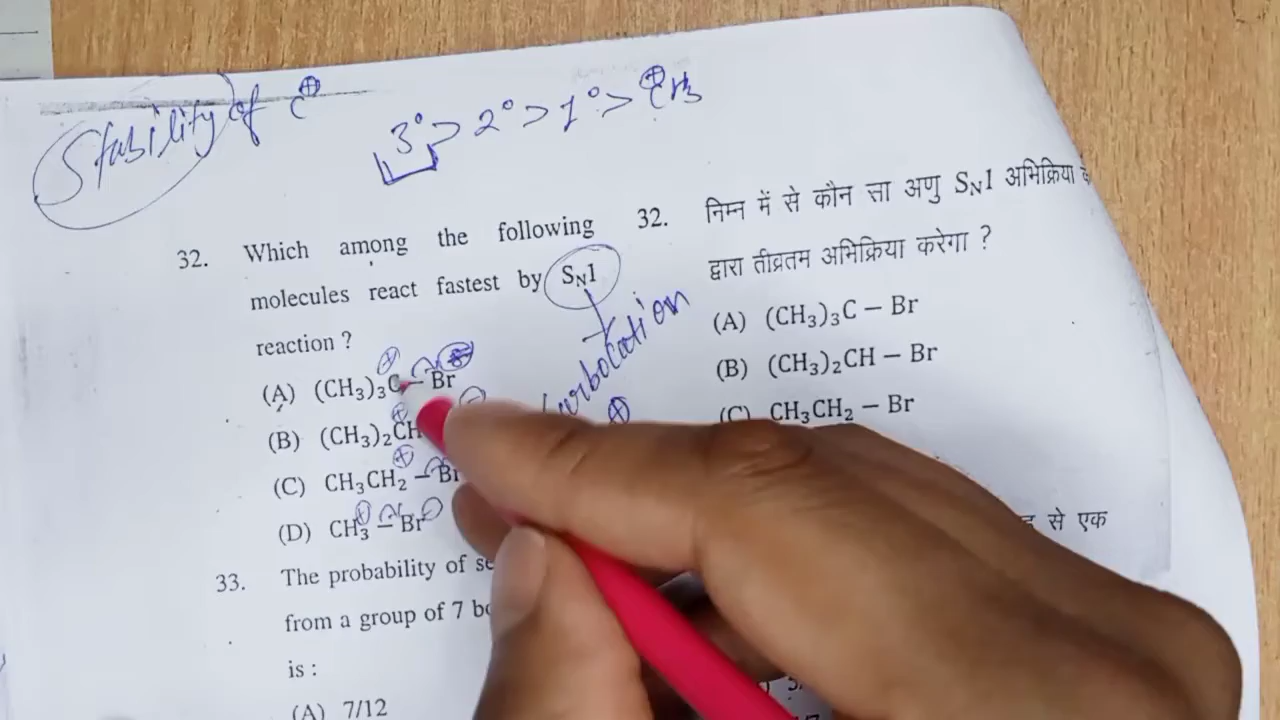 Stability of C⊕
3° > 2° > 1° > C⊕H₃
32. Which among the following
molecules react fastest by SN1
reaction ?
(A) (CH₃)₃C – Br
(B) (CH₃)₂CH
(C) CH₃CH₂ – Br
(D) CH₃ – Br
carbocation
⊕
33. The probability of
from a group of 7
is :
(A) 7/12
32. निम्न में से कौन सा अणु SN1 अभिक्रिया
द्वारा तीव्रतम अभिक्रिया करेगा ?
(A) (CH₃)₃C – Br
(B) (CH₃)₂CH – Br
(C) CH₃CH₂ – Br
से एक